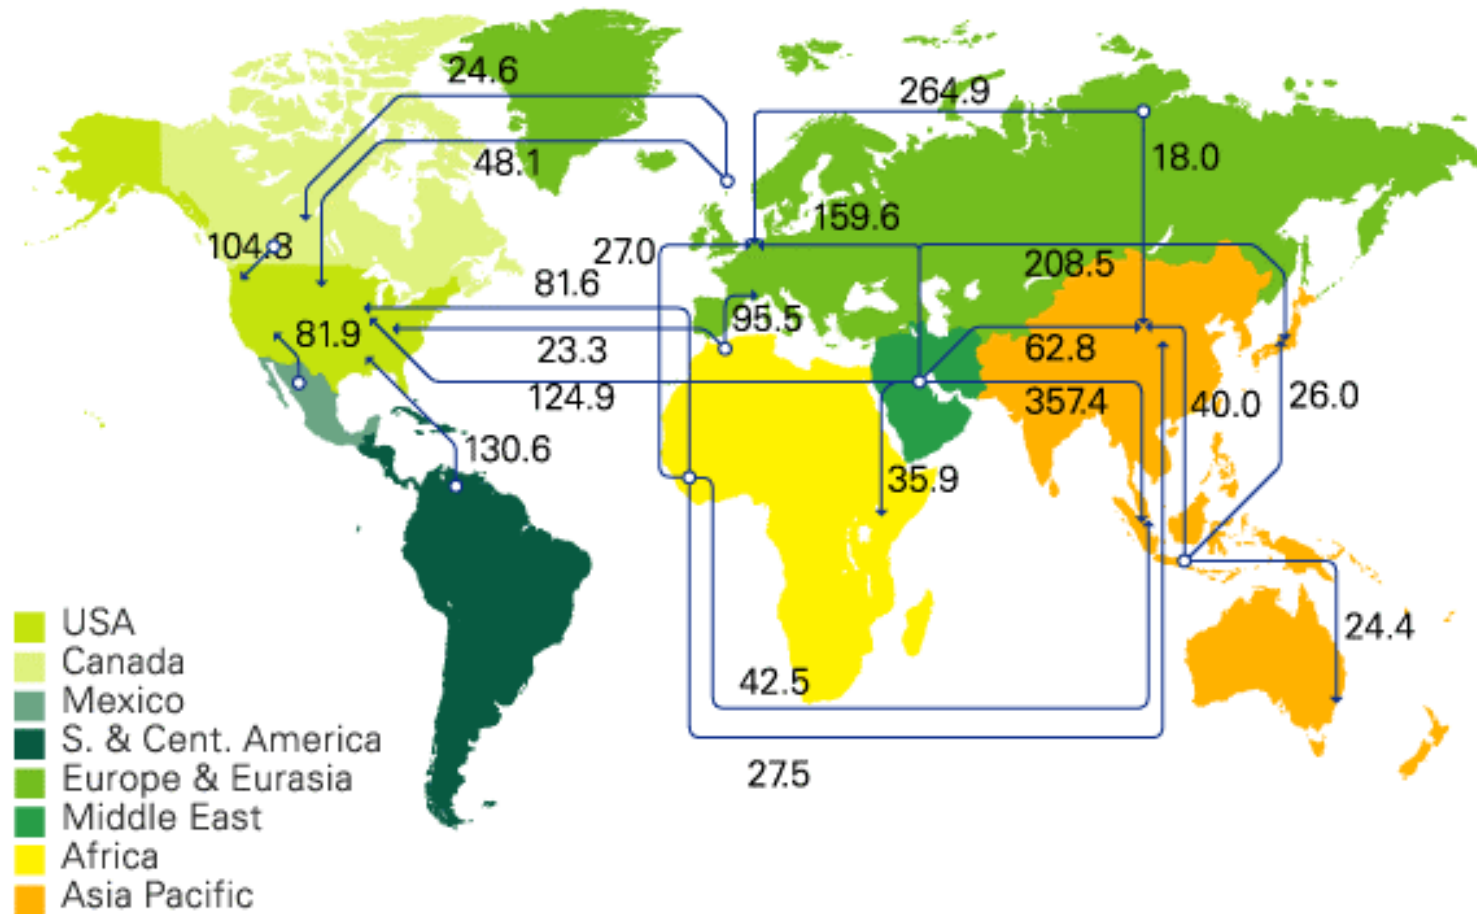 24.6
264.9
48.1
18.0
159.6
104.3
27.0
208.5
81.6
95.5
81.9
23.3
62.8
124.9
357.4
40.0
26.0
130.6
35.9
24.4
42.5
27.5
USA
Canada
Mexico
S. & Cent. America
Europe & Eurasia
Middle East
Africa
Asia Pacific